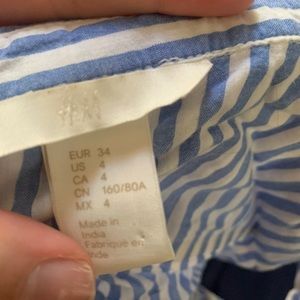 H&M
EUR 34
US 4
CA 4
CN 160/80A
MX 4
Made in
India
Fabriqué en
Inde